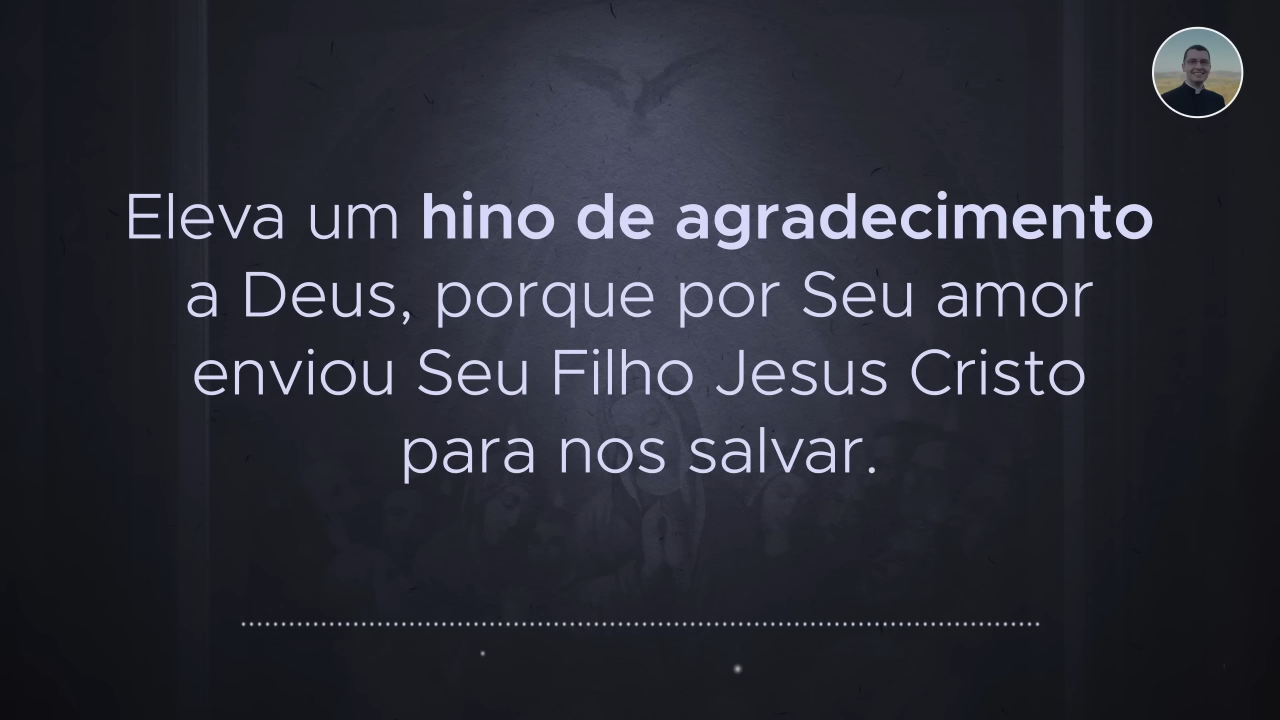 Eleva um hino de agradecimento
a Deus, porque por Seu amor
enviou Seu Filho Jesus Cristo
para nos salvar.